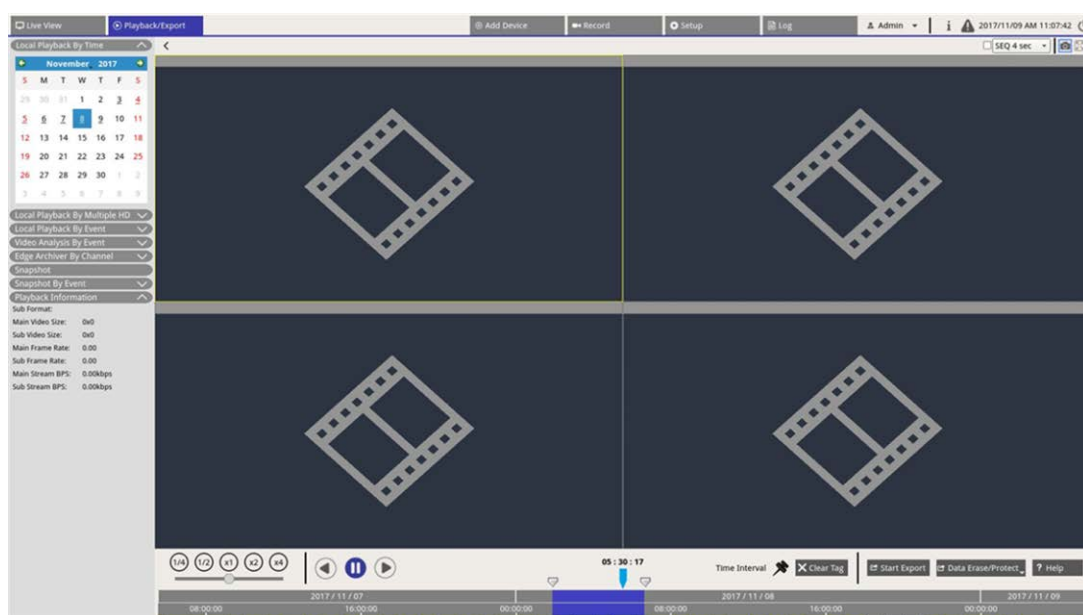 Live View
Playback/Export
Add Device
Record
Setup
Log
Admin
i
2017/11/09 AM 11:07:42
Local Playback By Time
SEQ 4 sec
November 2017
S M T W T F S
29 30 31 1 2 3 4
5 6 7 8 9 10 11
12 13 14 15 16 17 18
19 20 21 22 23 24 25
26 27 28 29 30 1 2
3 4 5 6 7 8 9
Local Playback By Multiple HD
Local Playback By Event
Video Analysis By Event
Edge Archiver By Channel
Snapshot
Snapshot By Event
Playback Information
Sub Format:
Main Video Size: 0x0
Sub Video Size: 0x0
Main Frame Rate: 0.00
Sub Frame Rate: 0.00
Main Stream BPS: 0.00kbps
Sub Stream BPS: 0.00kbps
1/4 1/2 x1 x2 x4
05 : 30 : 17
Time Interval
Clear Tag
Start Export
Data Erase/Protect
? Help
2017 / 11 / 07
2017 / 11 / 08
2017 / 11 / 09
08:00:00
16:00:00
00:00:00
08:00:00
16:00:00
00:00:00